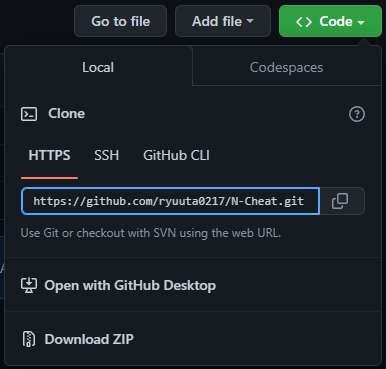 Go to file Add file Code
Local Codespaces
Clone
HTTPS SSH GitHub CLI
https://github.com/ryuuta0217/N-Cheat.git
Use Git or checkout with SVN using the web URL.
Open with GitHub Desktop
Download ZIP